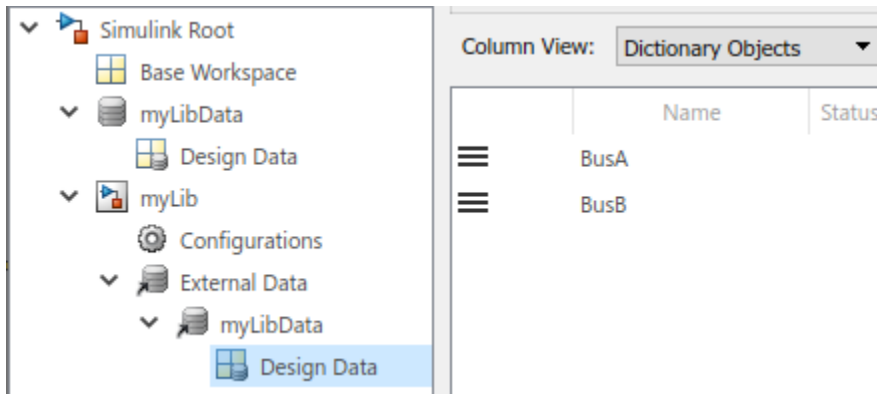 Simulink Root
Base Workspace
myLibData
Design Data
myLib
Configurations
External Data
myLibData
Design Data
Column View: Dictionary Objects
Name Status
BusA
BusB